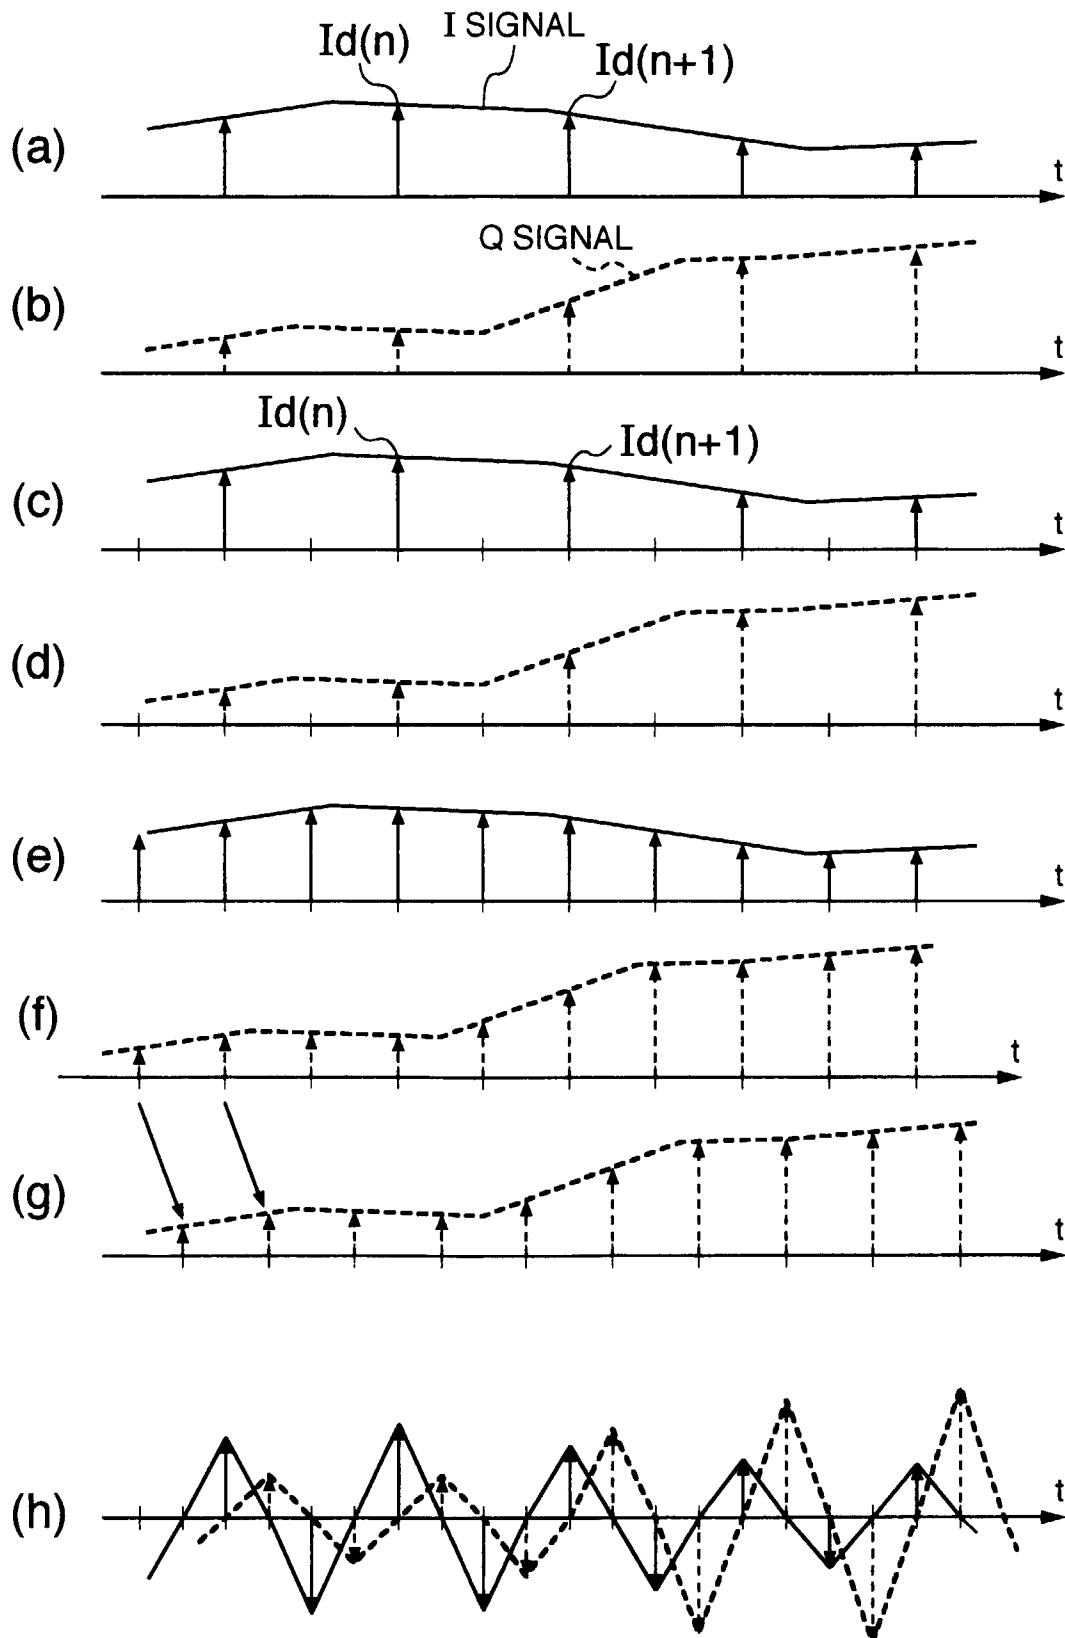 I SIGNAL
Id(n)
Id(n+1)
(a)
t
Q SIGNAL
(b)
t
Id(n)
Id(n+1)
(c)
t
(d)
t
(e)
t
(f)
t
(g)
t
(h)
t